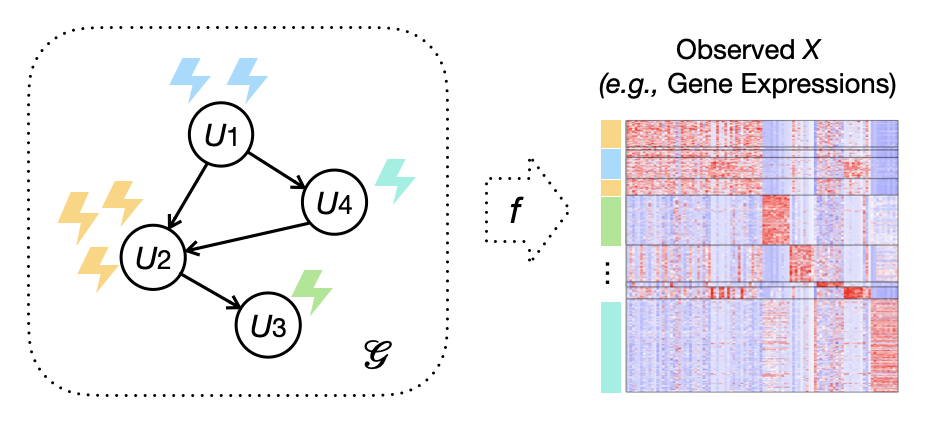 Observed X
(e.g., Gene Expressions)
U1
U4
f
U2
⋮
U3
𝒢